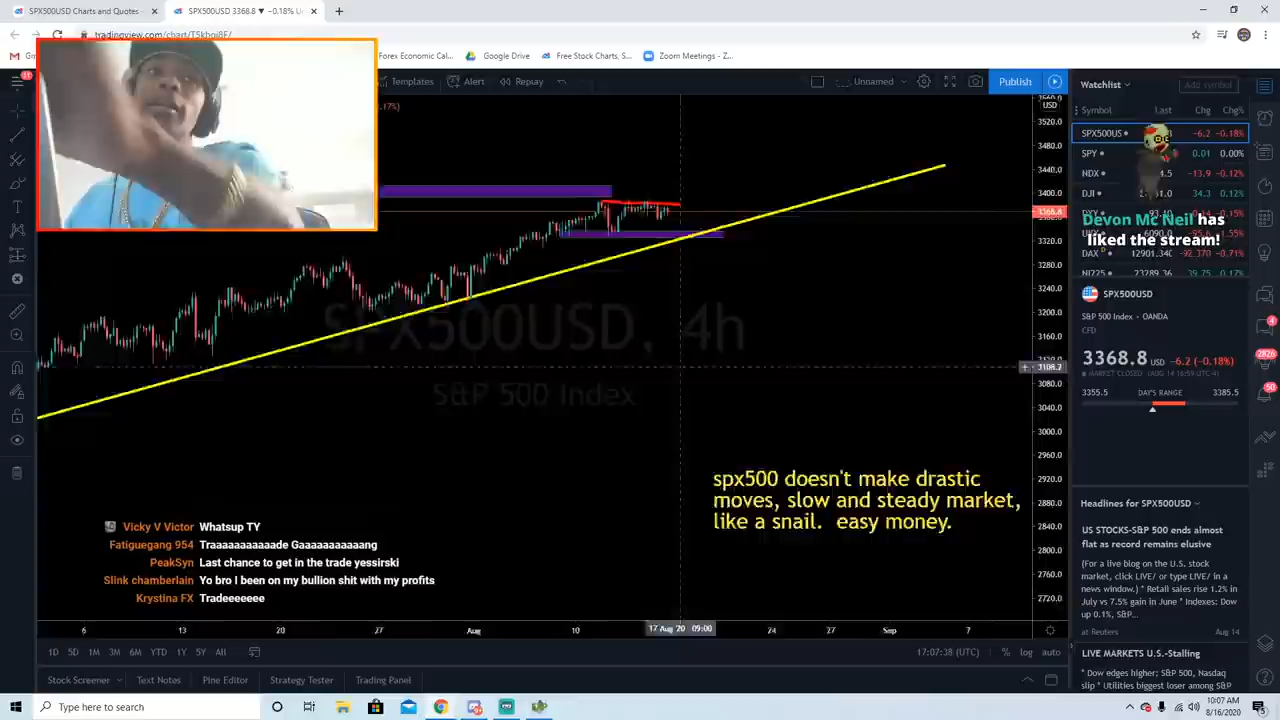 SPX500USD Charts and Quotes
SPX500USD 3368.8 ▼ −0.18% U
tradingview.com/chart/T5kboj8F/
Forex Economic Cal...
Google Drive
Free Stock Charts, S...
Zoom Meetings - Z...
Templates
Alert
Replay
Unnamed
Publish
Watchlist
Add symbol
Symbol Last Chg Chg%
SPX500US −6.2 −0.18%
SPY 0.01 0.00%
NDX −13.9 −0.12%
DJI 34.3 0.12%
DAX 12901.340 −92.370 −0.71%
NI225 23289.36
Devon Mc Neil has
liked the stream!
SPX500USD
S&P 500 Index • OANDA
CFD
3368.8 USD −6.2 (−0.18%)
MARKET CLOSED (AUG 14 16:59 UTC-4)
3355.5 DAY'S RANGE 3385.5
Headlines for SPX500USD
US STOCKS-S&P 500 ends almost
flat as record remains elusive
(For a live blog on the U.S. stock
market, click LIVE/ or type LIVE/ in a
news window.) * Retail sales rise 1.2% in
July vs 7.5% gain in June * Indexes: Dow
up 0.1%, S&P...
at Reuters Aug 14
LIVE MARKETS U.S.-Stalling
* Dow edges higher; S&P 500, Nasdaq
slip * Utilities biggest loser among S&P
USD
3520.0
3480.0
3440.0
3400.0
3368.8
3320.0
3280.0
3240.0
3200.0
3160.0
3108.2
3080.0
3040.0
3000.0
2960.0
2920.0
2880.0
2840.0
2800.0
2760.0
2720.0
SPX500USD, 4h
S&P 500 Index
spx500 doesn't make drastic
moves, slow and steady market,
like a snail. easy money.
Vicky V Victor Whatsup TY
Fatiguegang 954 Traaaaaaaaaade Gaaaaaaaaaang
PeakSyn Last chance to get in the trade yessirski
Slink chamberlain Yo bro I been on my bullion shit with my profits
Krystina FX Tradeeeeeee
6 13 20 27 Aug 10 17 Aug '20 09:00 24 27 Sep 7
1D 5D 1M 3M 6M YTD 1Y 5Y All
17:07:38 (UTC) % log auto
Stock Screener Text Notes Pine Editor Strategy Tester Trading Panel
Type here to search
10:07 AM
8/16/2020